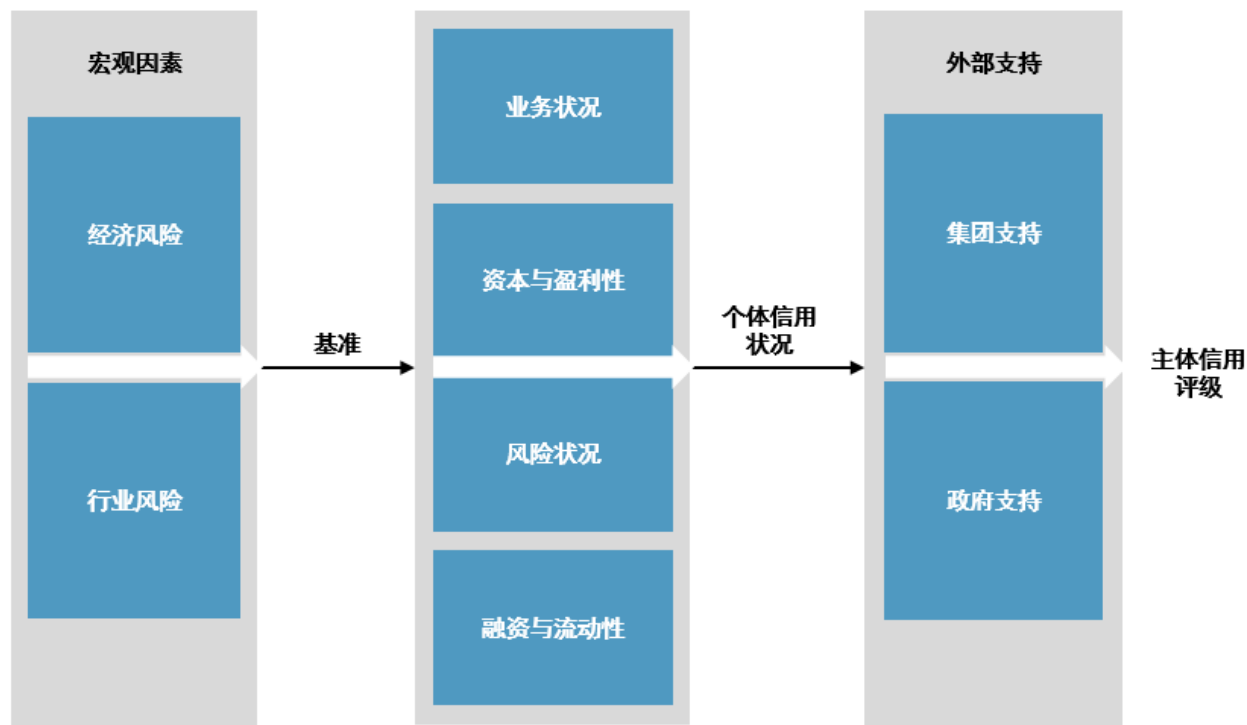 宏观因素
经济风险
行业风险
基准
业务状况
资本与盈利性
风险状况
融资与流动性
个体信用
状况
外部支持
集团支持
政府支持
主体信用
评级